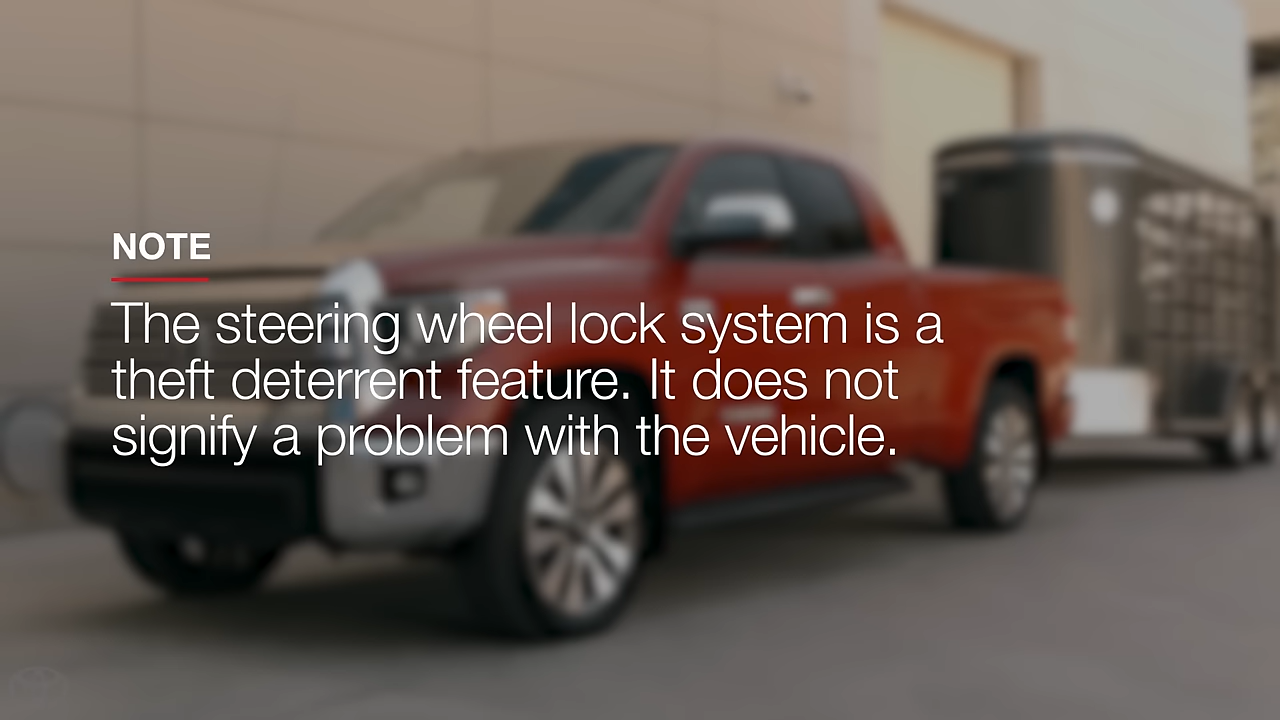 NOTE
The steering wheel lock system is a
theft deterrent feature. It does not
signify a problem with the vehicle.